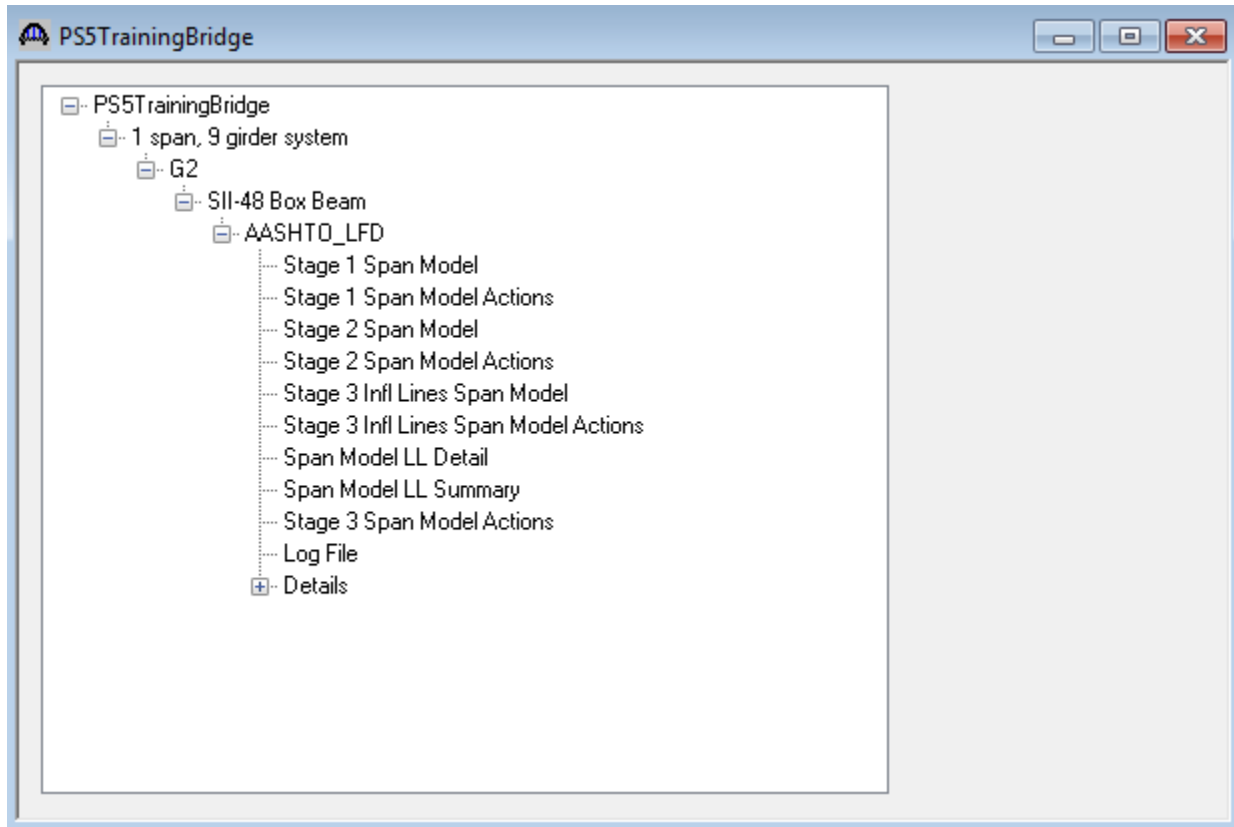 PS5TrainingBridge
PS5TrainingBridge
1 span, 9 girder system
G2
SII-48 Box Beam
AASHTO_LFD
Stage 1 Span Model
Stage 1 Span Model Actions
Stage 2 Span Model
Stage 2 Span Model Actions
Stage 3 Infl Lines Span Model
Stage 3 Infl Lines Span Model Actions
Span Model LL Detail
Span Model LL Summary
Stage 3 Span Model Actions
Log File
Details